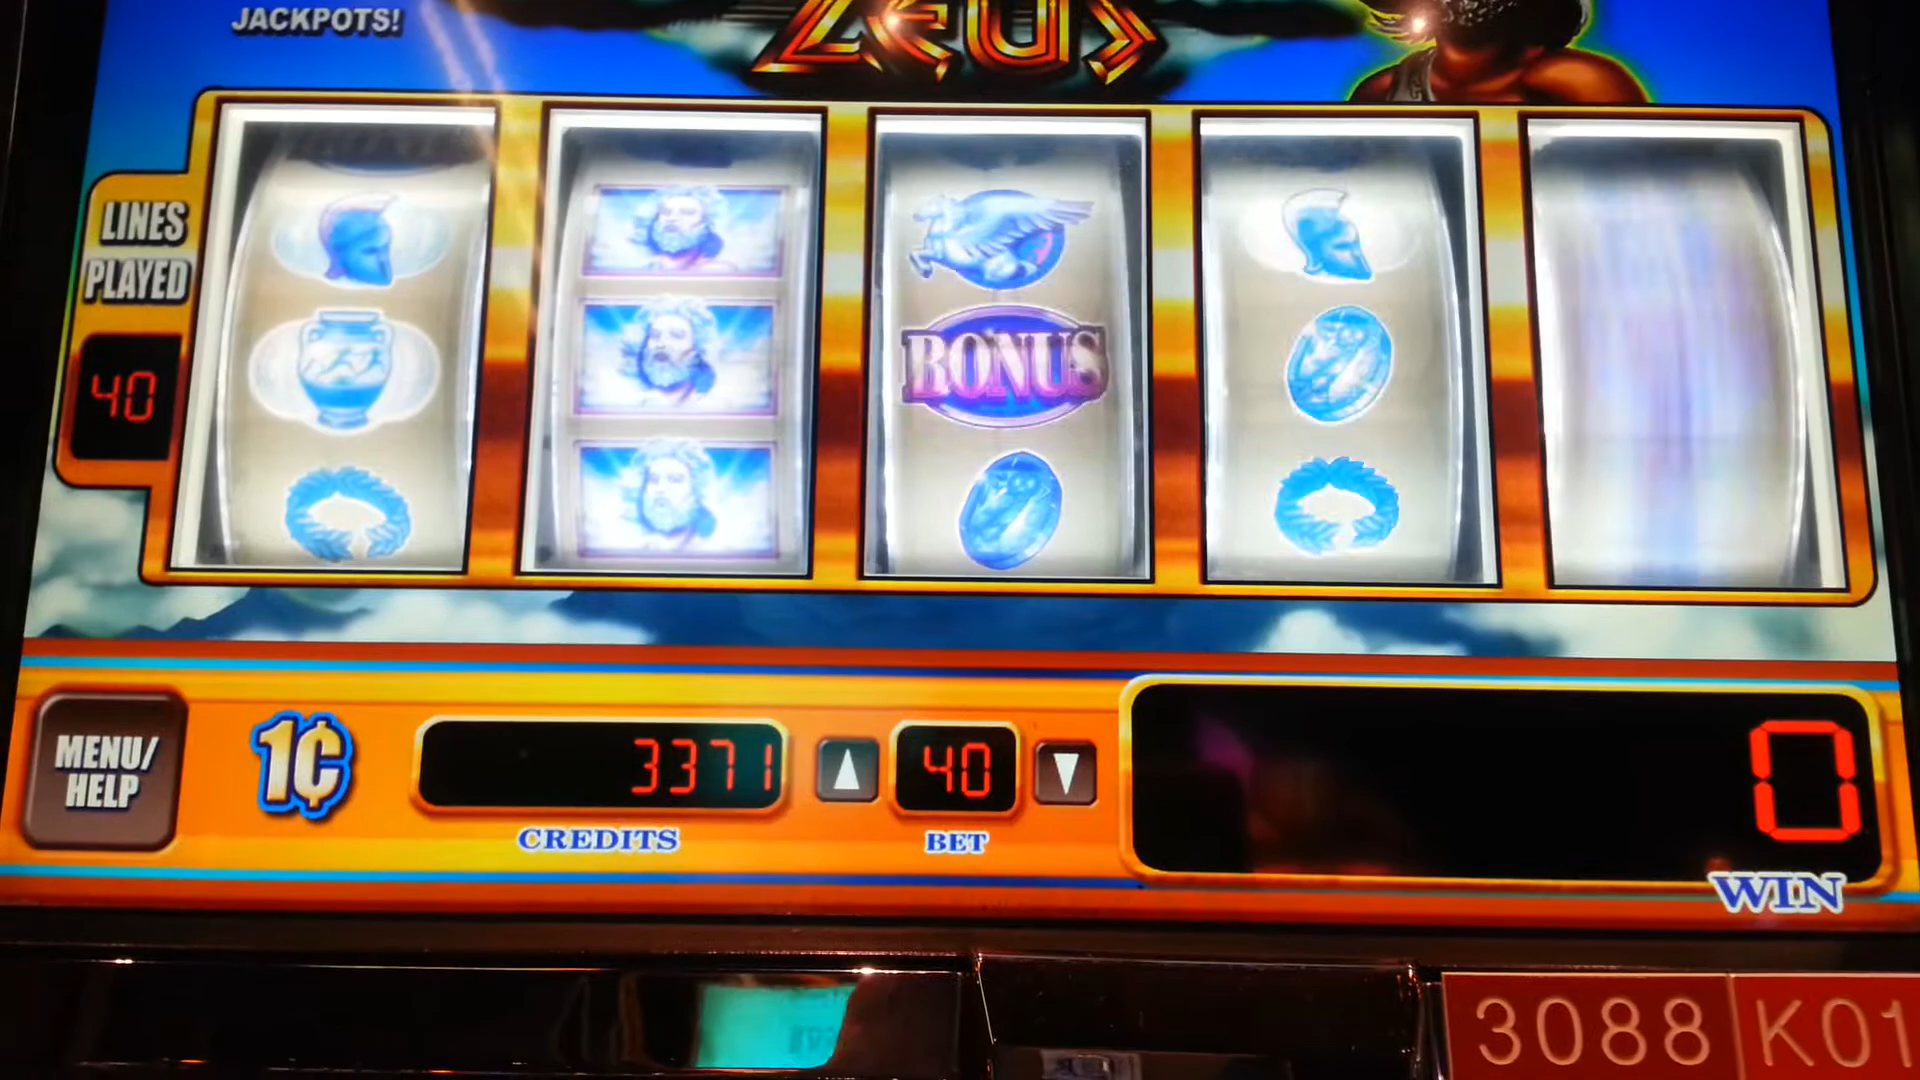 JACKPOTS!
ZEUS
LINES
PLAYED
40
BONUS
MENU/
HELP
1¢
3371
CREDITS
40
BET
0
WIN
3088 K01